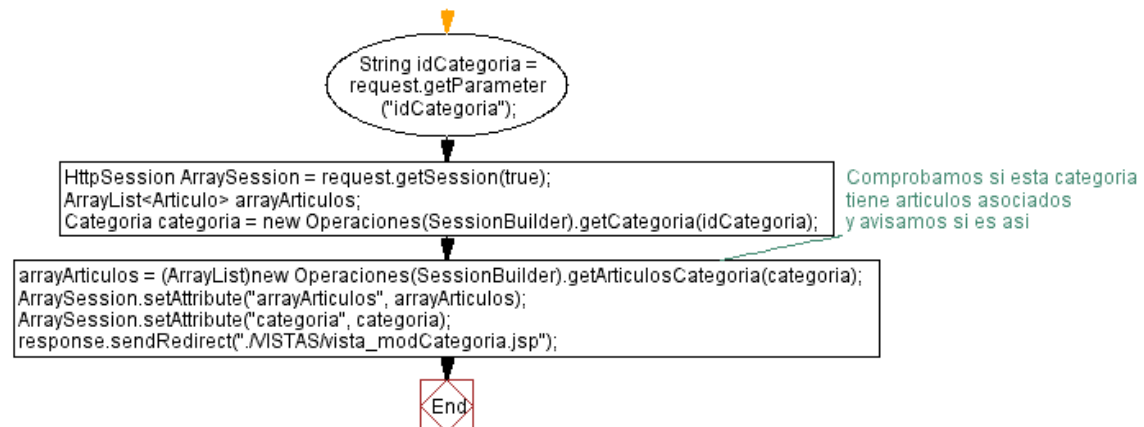 String idCategoria =
request.getParameter
("idCategoria");
HttpSession ArraySession = request.getSession(true);
ArrayList<Articulo> arrayArticulos;
Categoria categoria = new Operaciones(SessionBuilder).getCategoria(idCategoria);
Comprobamos si esta categoria
tiene articulos asociados
y avisamos si es asi
arrayArticulos = (ArrayList)new Operaciones(SessionBuilder).getArticulosCategoria(categoria);
ArraySession.setAttribute("arrayArticulos", arrayArticulos);
ArraySession.setAttribute("categoria", categoria);
response.sendRedirect("./VISTAS/vista_modCategoria.jsp");
End